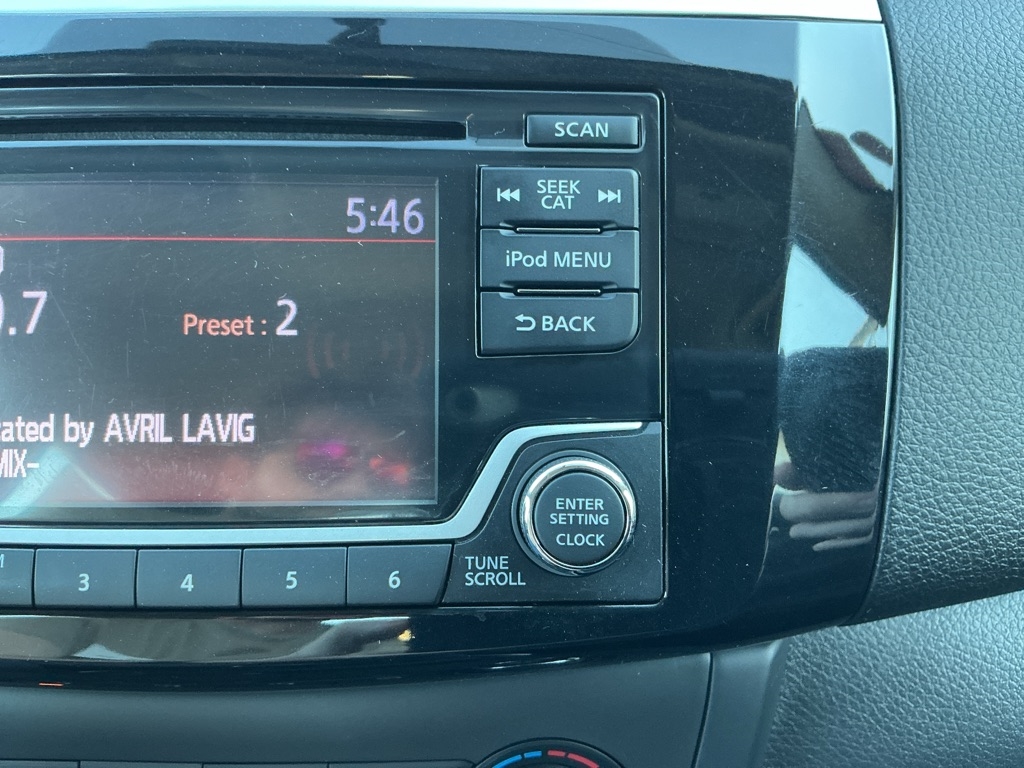 SCAN
SEEK
CAT
5:46
iPod MENU
.7
Preset : 2
BACK
by AVRIL LAVIG
MIX-
ENTER
SETTING
CLOCK
TUNE
SCROLL
3 4 5 6